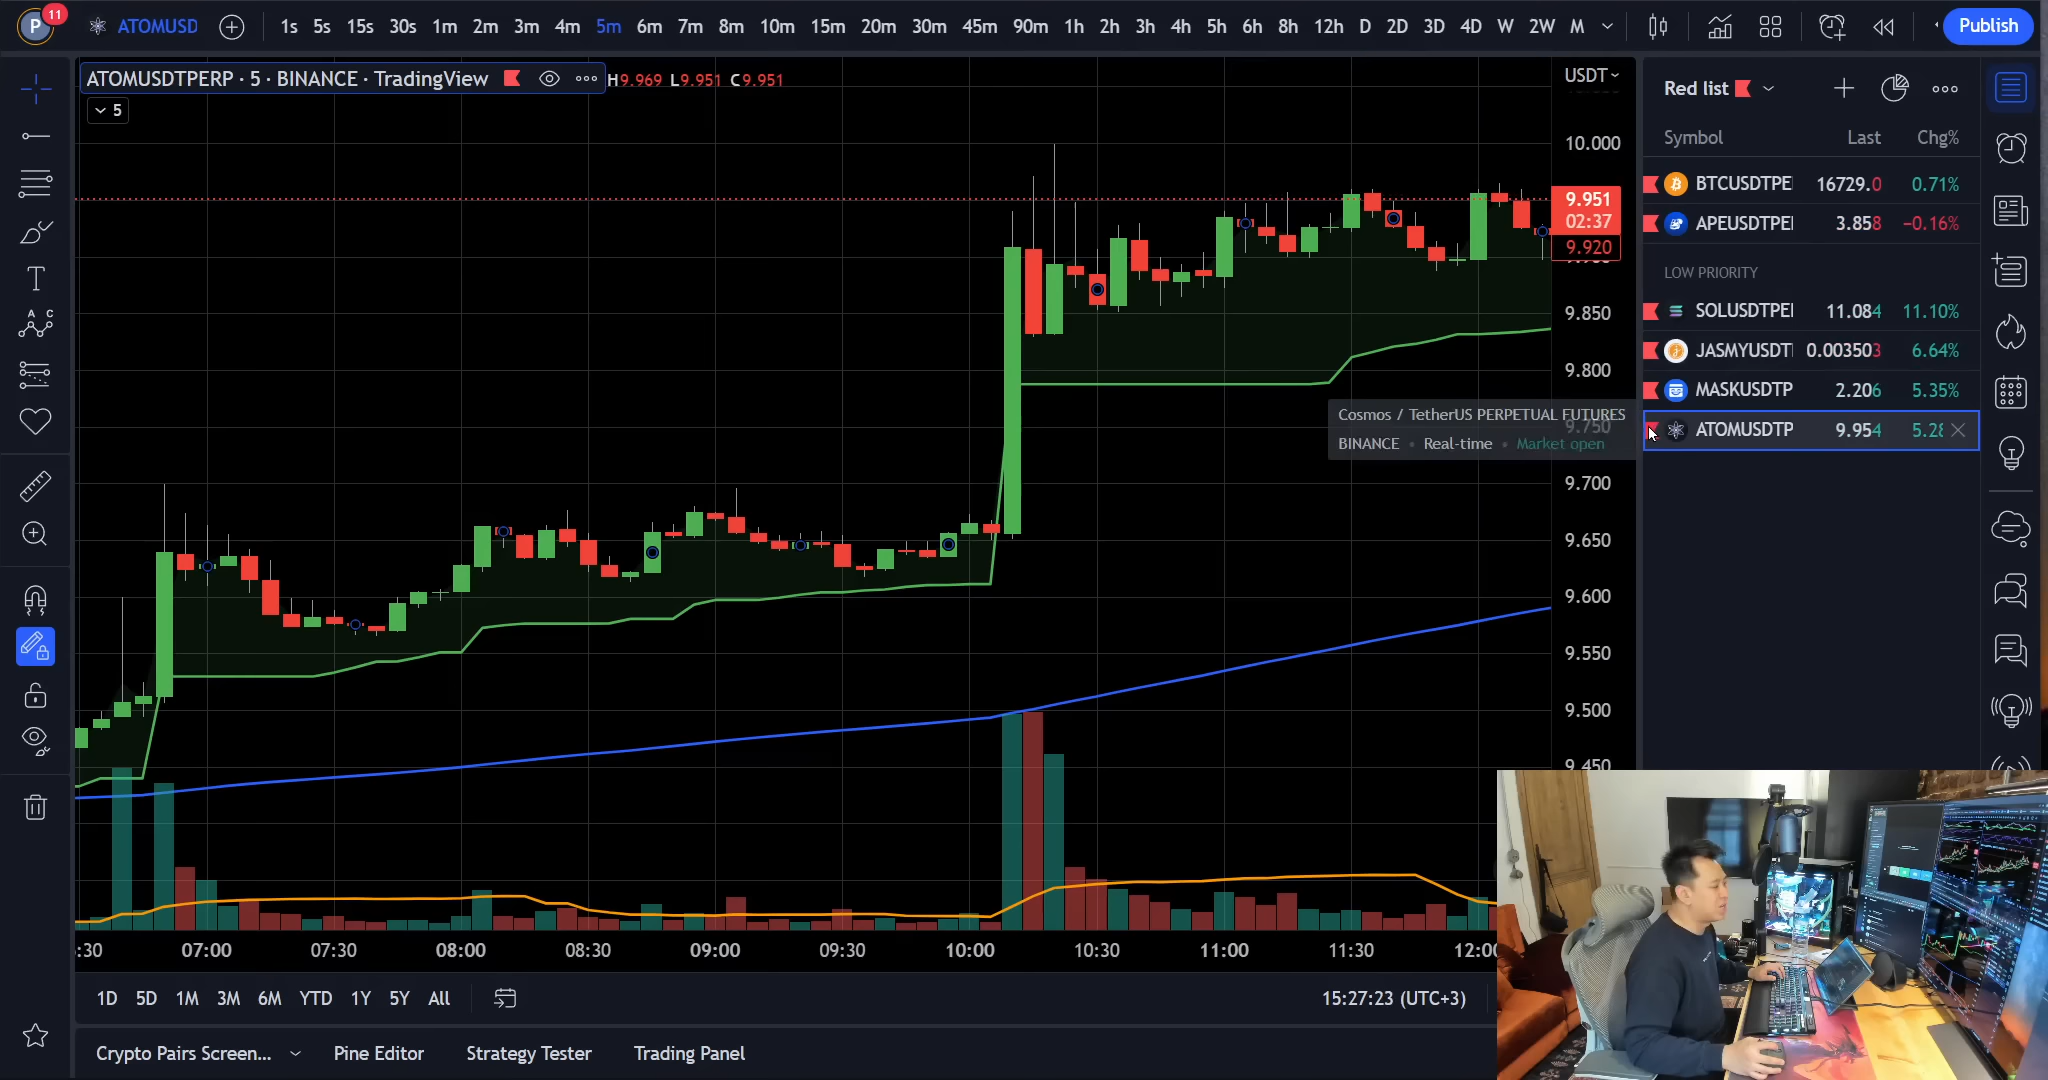 P
11
ATOMUSD
1s 5s 15s 30s 1m 2m 3m 4m 5m 6m 7m 8m 10m 15m 20m 30m 45m 90m 1h 2h 3h 4h 5h 6h 8h 12h D 2D 3D 4D W 2W M
Publish
ATOMUSDTPERP · 5 · BINANCE · TradingView
H9.969 L9.951 C9.951
5
USDT
10.000
9.951
02:37
9.920
9.850
9.800
9.750
9.700
9.650
9.600
9.550
9.500
9.450
Cosmos / TetherUS PERPETUAL FUTURES
BINANCE • Real-time • Market open
Red list
Symbol Last Chg%
BTCUSDTPE 16729.0 0.71%
APEUSDTPE 3.858 −0.16%
LOW PRIORITY
SOLUSDTPE 11.084 11.10%
JASMYUSDT 0.003503 6.64%
MASKUSDTP 2.206 5.35%
ATOMUSDTP 9.954 5.28
:30 07:00 07:30 08:00 08:30 09:00 09:30 10:00 10:30 11:00 11:30 12:00
1D 5D 1M 3M 6M YTD 1Y 5Y All
15:27:23 (UTC+3)
Crypto Pairs Screen... Pine Editor Strategy Tester Trading Panel
T
A C